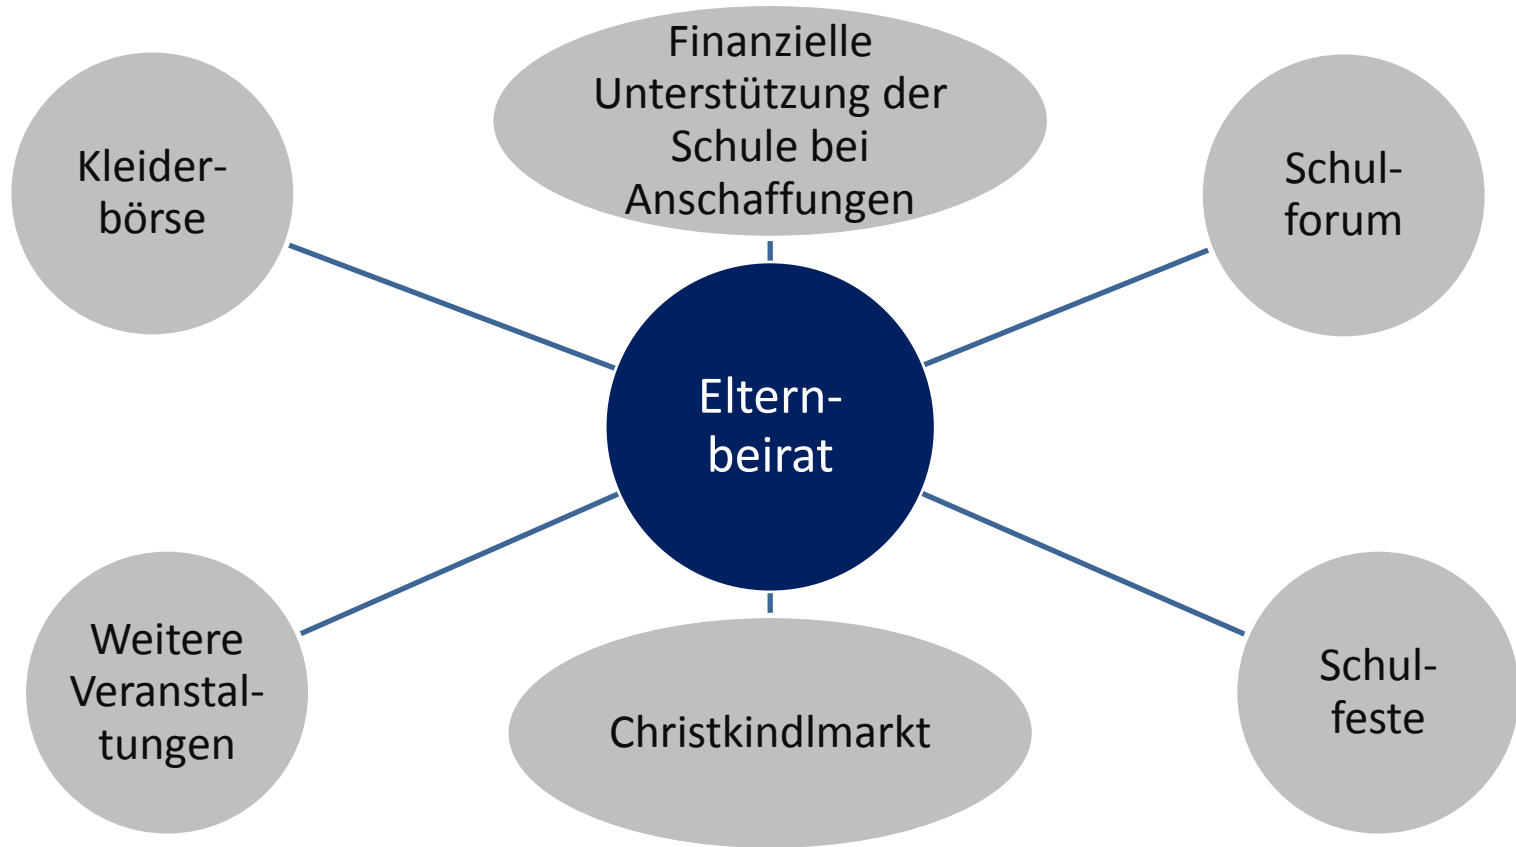 Finanzielle
Unterstützung der
Schule bei
Anschaffungen
Kleider-
börse
Schul-
forum
Eltern-
beirat
Weitere
Veranstal-
tungen
Christkindlmarkt
Schul-
feste